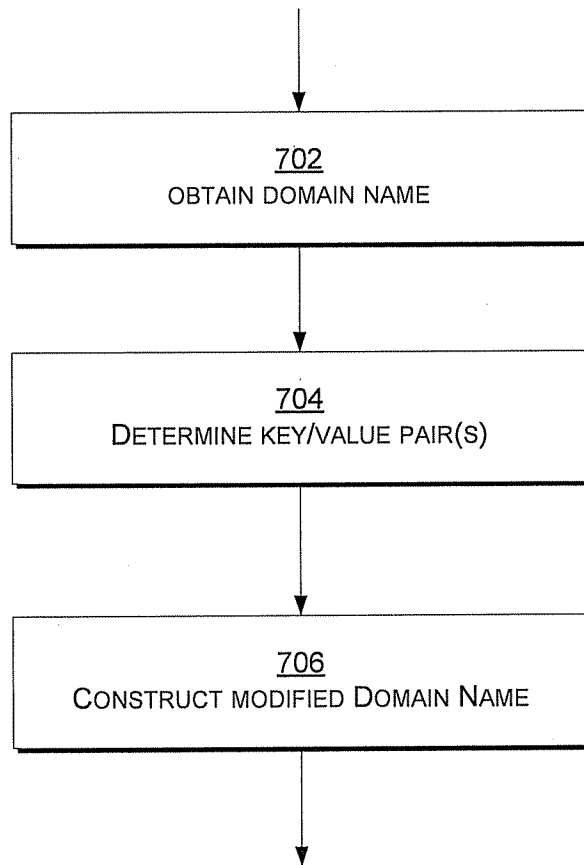 702
OBTAIN DOMAIN NAME
704
DETERMINE KEY/VALUE PAIR(S)
706
CONSTRUCT MODIFIED DOMAIN NAME